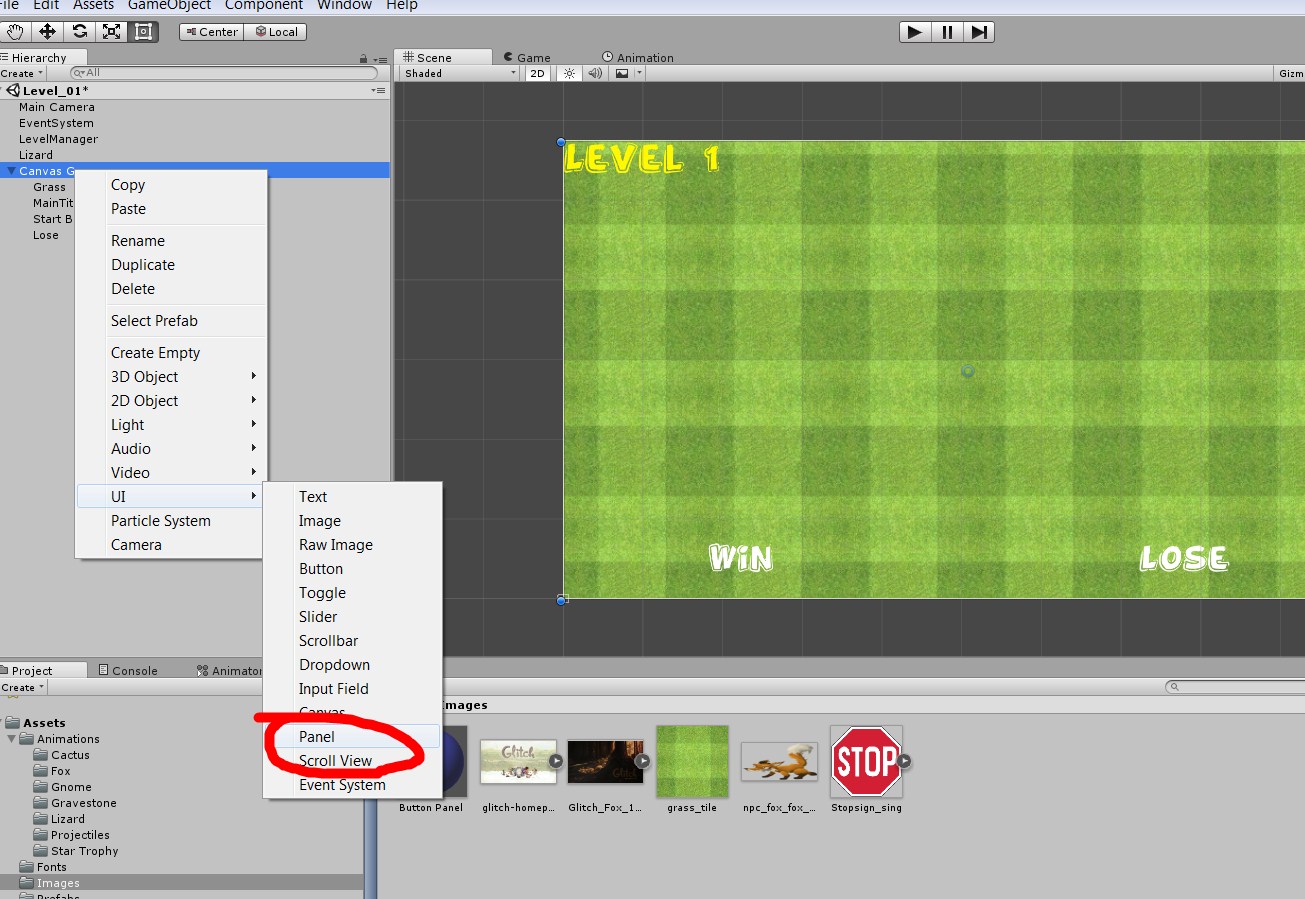 File Edit Assets GameObject Component Window Help
Center Local
Hierarchy
Create All
Level_01*
Main Camera
EventSystem
LevelManager
Lizard
Canvas G
Grass
MainTit
Start B
Lose
Copy
Paste
Rename
Duplicate
Delete
Select Prefab
Create Empty
3D Object
2D Object
Light
Audio
Video
UI
Particle System
Camera
Text
Image
Raw Image
Button
Toggle
Slider
Scrollbar
Dropdown
Input Field
Canvas
Panel
Scroll View
Event System
Scene Game Animation
Shaded 2D Gizm
LEVEL 1
WiN LOSE
Project Console Animator
Create
Assets
Animations
Cactus
Fox
Gnome
Gravestone
Lizard
Projectiles
Star Trophy
Fonts
Images
Prefabs
Images
Glitch
STOP
Button Panel glitch-homep... Glitch_Fox_1... grass_tile npc_fox_fox_... Stopsign_sing